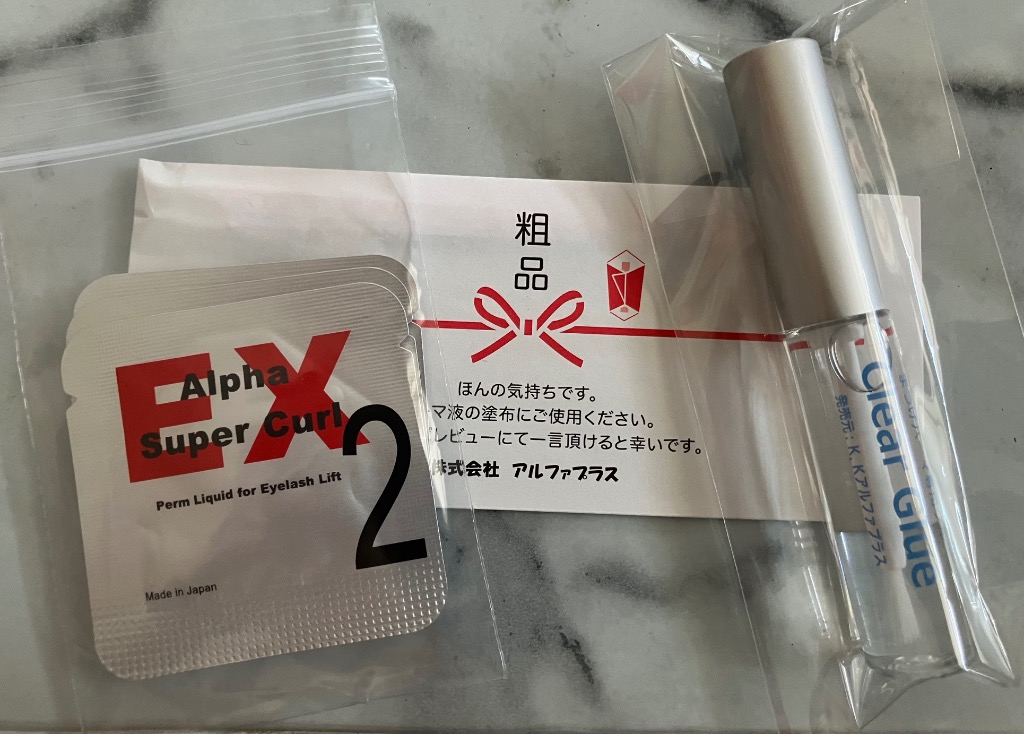 EX
Alpha
Super Curl
2
Perm Liquid for Eyelash Lift
Made in Japan
粗品
ほんの気持ちです。
マ液の塗布にご使用ください。
レビューにて一言頂けると幸いです。
株式会社 アルファプラス
Clear Glue
発売元：K.Kアルファプラス